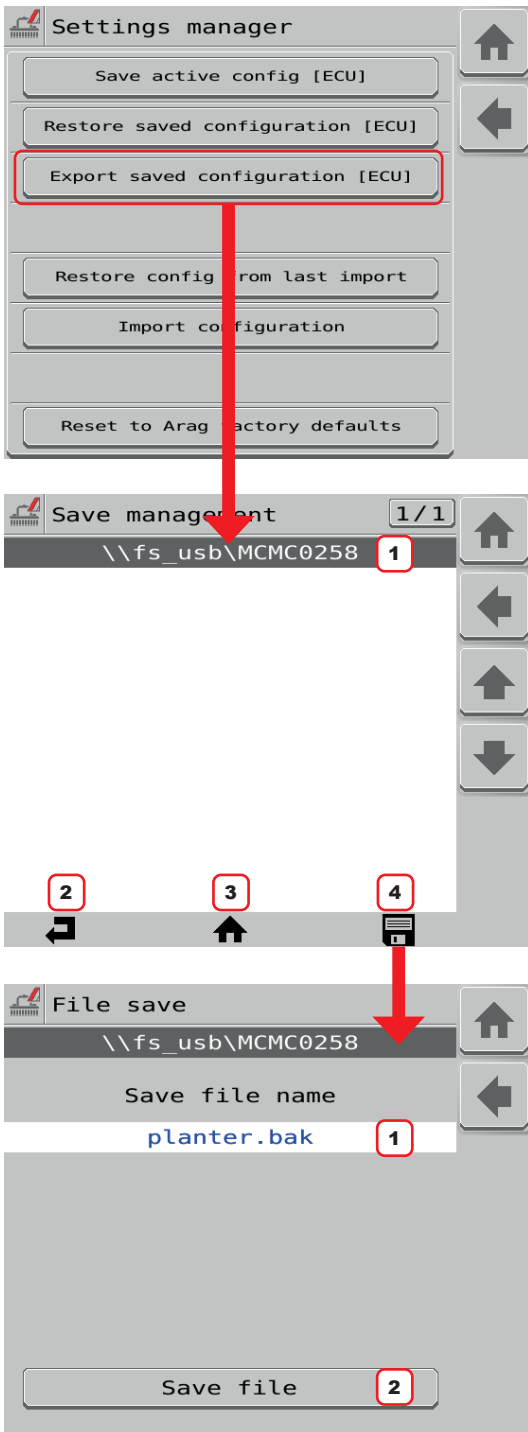 Settings manager
Save active config [ECU]
Restore saved configuration [ECU]
Export saved configuration [ECU]
Restore config from last import
Import configuration
Reset to Arag factory defaults
Save management 1/1
\\fs_usb\MCMC0258 1
2 3 4
File save
\\fs_usb\MCMC0258
Save file name
planter.bak 1
Save file 2